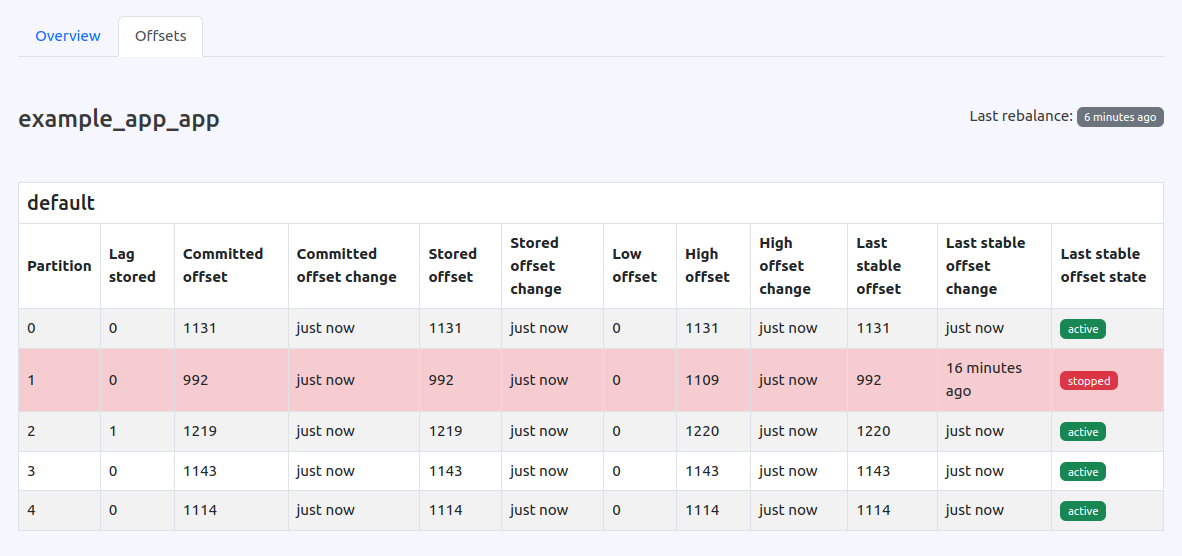 Overview Offsets
example_app_app
Last rebalance: 6 minutes ago
default
Partition Lag stored Committed offset Committed offset change Stored offset Stored offset change Low offset High offset High offset change Last stable offset Last stable offset change Last stable offset state
0 0 1131 just now 1131 just now 0 1131 just now 1131 just now active
1 0 992 just now 992 just now 0 1109 just now 992 16 minutes ago stopped
2 1 1219 just now 1219 just now 0 1220 just now 1220 just now active
3 0 1143 just now 1143 just now 0 1143 just now 1143 just now active
4 0 1114 just now 1114 just now 0 1114 just now 1114 just now active